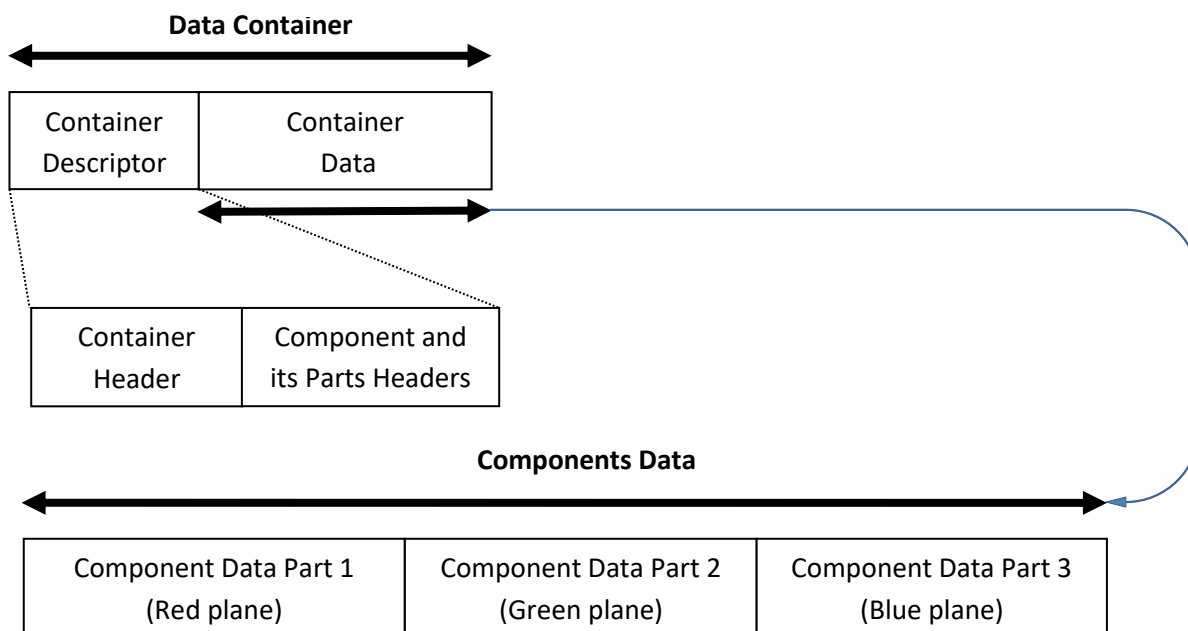 Data Container
Container
Descriptor
Container
Data
Container
Header
Component and
its Parts Headers
Components Data
Component Data Part 1
(Red plane)
Component Data Part 2
(Green plane)
Component Data Part 3
(Blue plane)